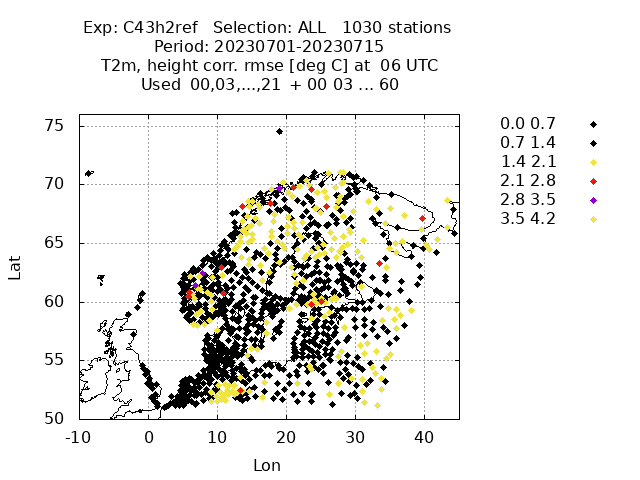 Exp: C43h2ref   Selection: ALL   1030 stations
Period: 20230701-20230715
T2m, height corr. rmse [deg C] at  06 UTC
Used  00,03,...,21  + 00 03 ... 60
75
70
65
60
55
50
Lat
-10 0 10 20 30 40
Lon
0.0 0.7
0.7 1.4
1.4 2.1
2.1 2.8
2.8 3.5
3.5 4.2